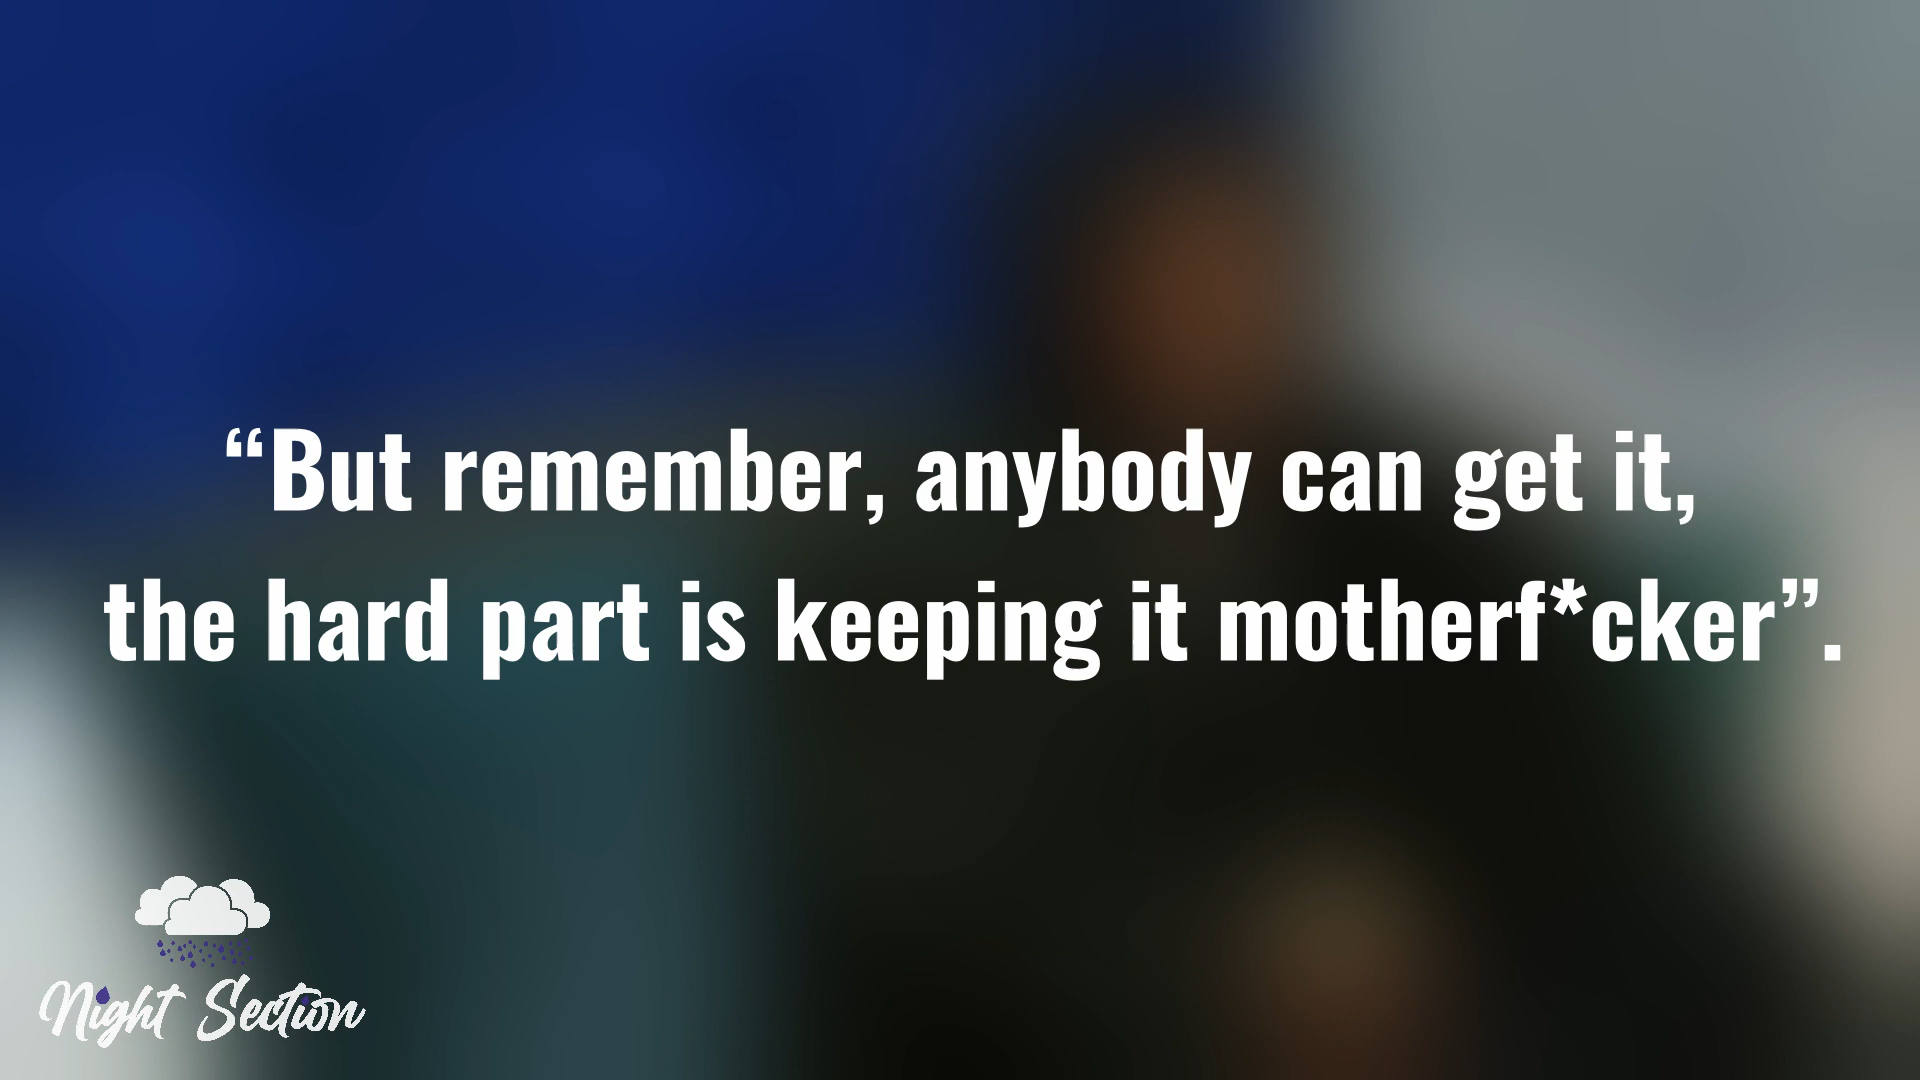 “But remember, anybody can get it,
the hard part is keeping it motherf*cker”.
Night Section